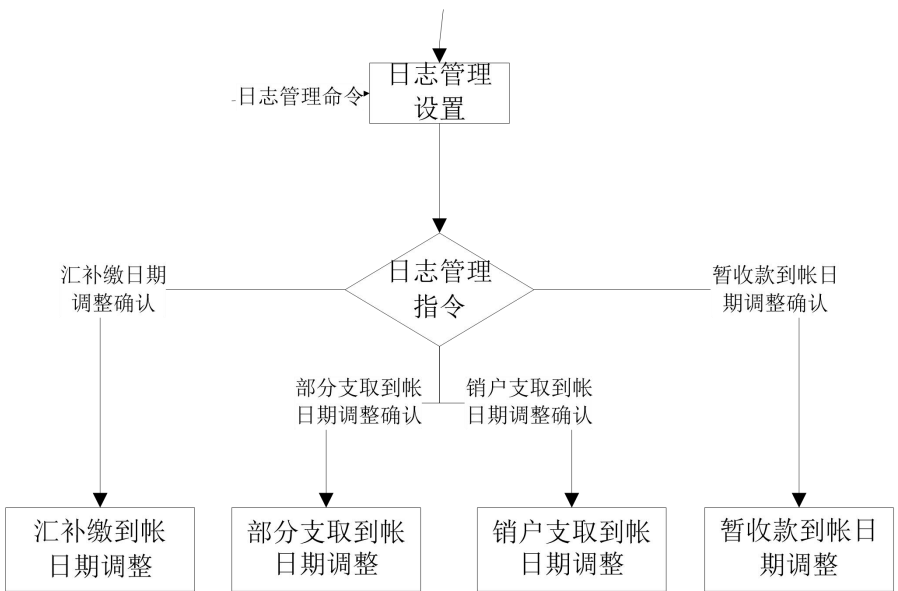 日志管理
设置
日志管理命令
日志管理
指令
汇补缴日期
调整确认
暂收款到帐日
期调整确认
部分支取到帐
日期调整确认
销户支取到帐
日期调整确认
汇补缴到帐
日期调整
部分支取到帐
日期调整
销户支取到帐
日期调整
暂收款到帐日
期调整